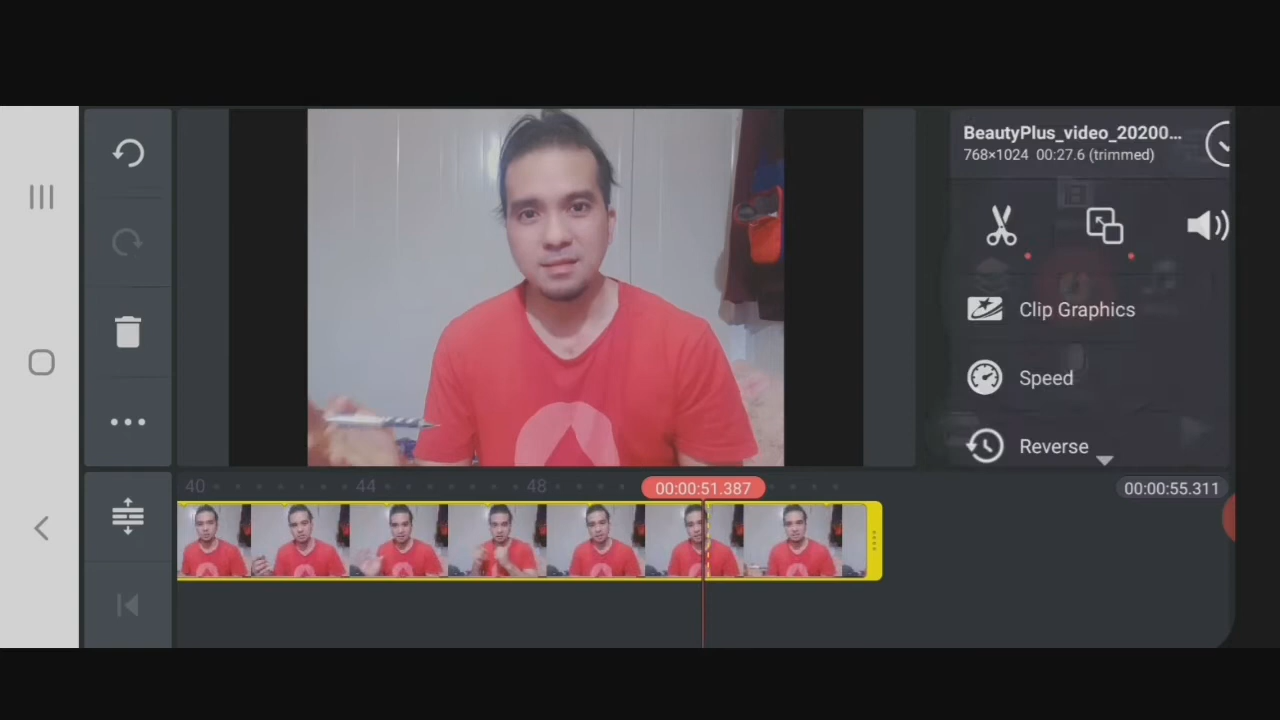 BeautyPlus_video_20200...
768×1024 00:27.6 (trimmed)
Clip Graphics
Speed
Reverse
40 44 48 00:00:51.387 00:00:55.311